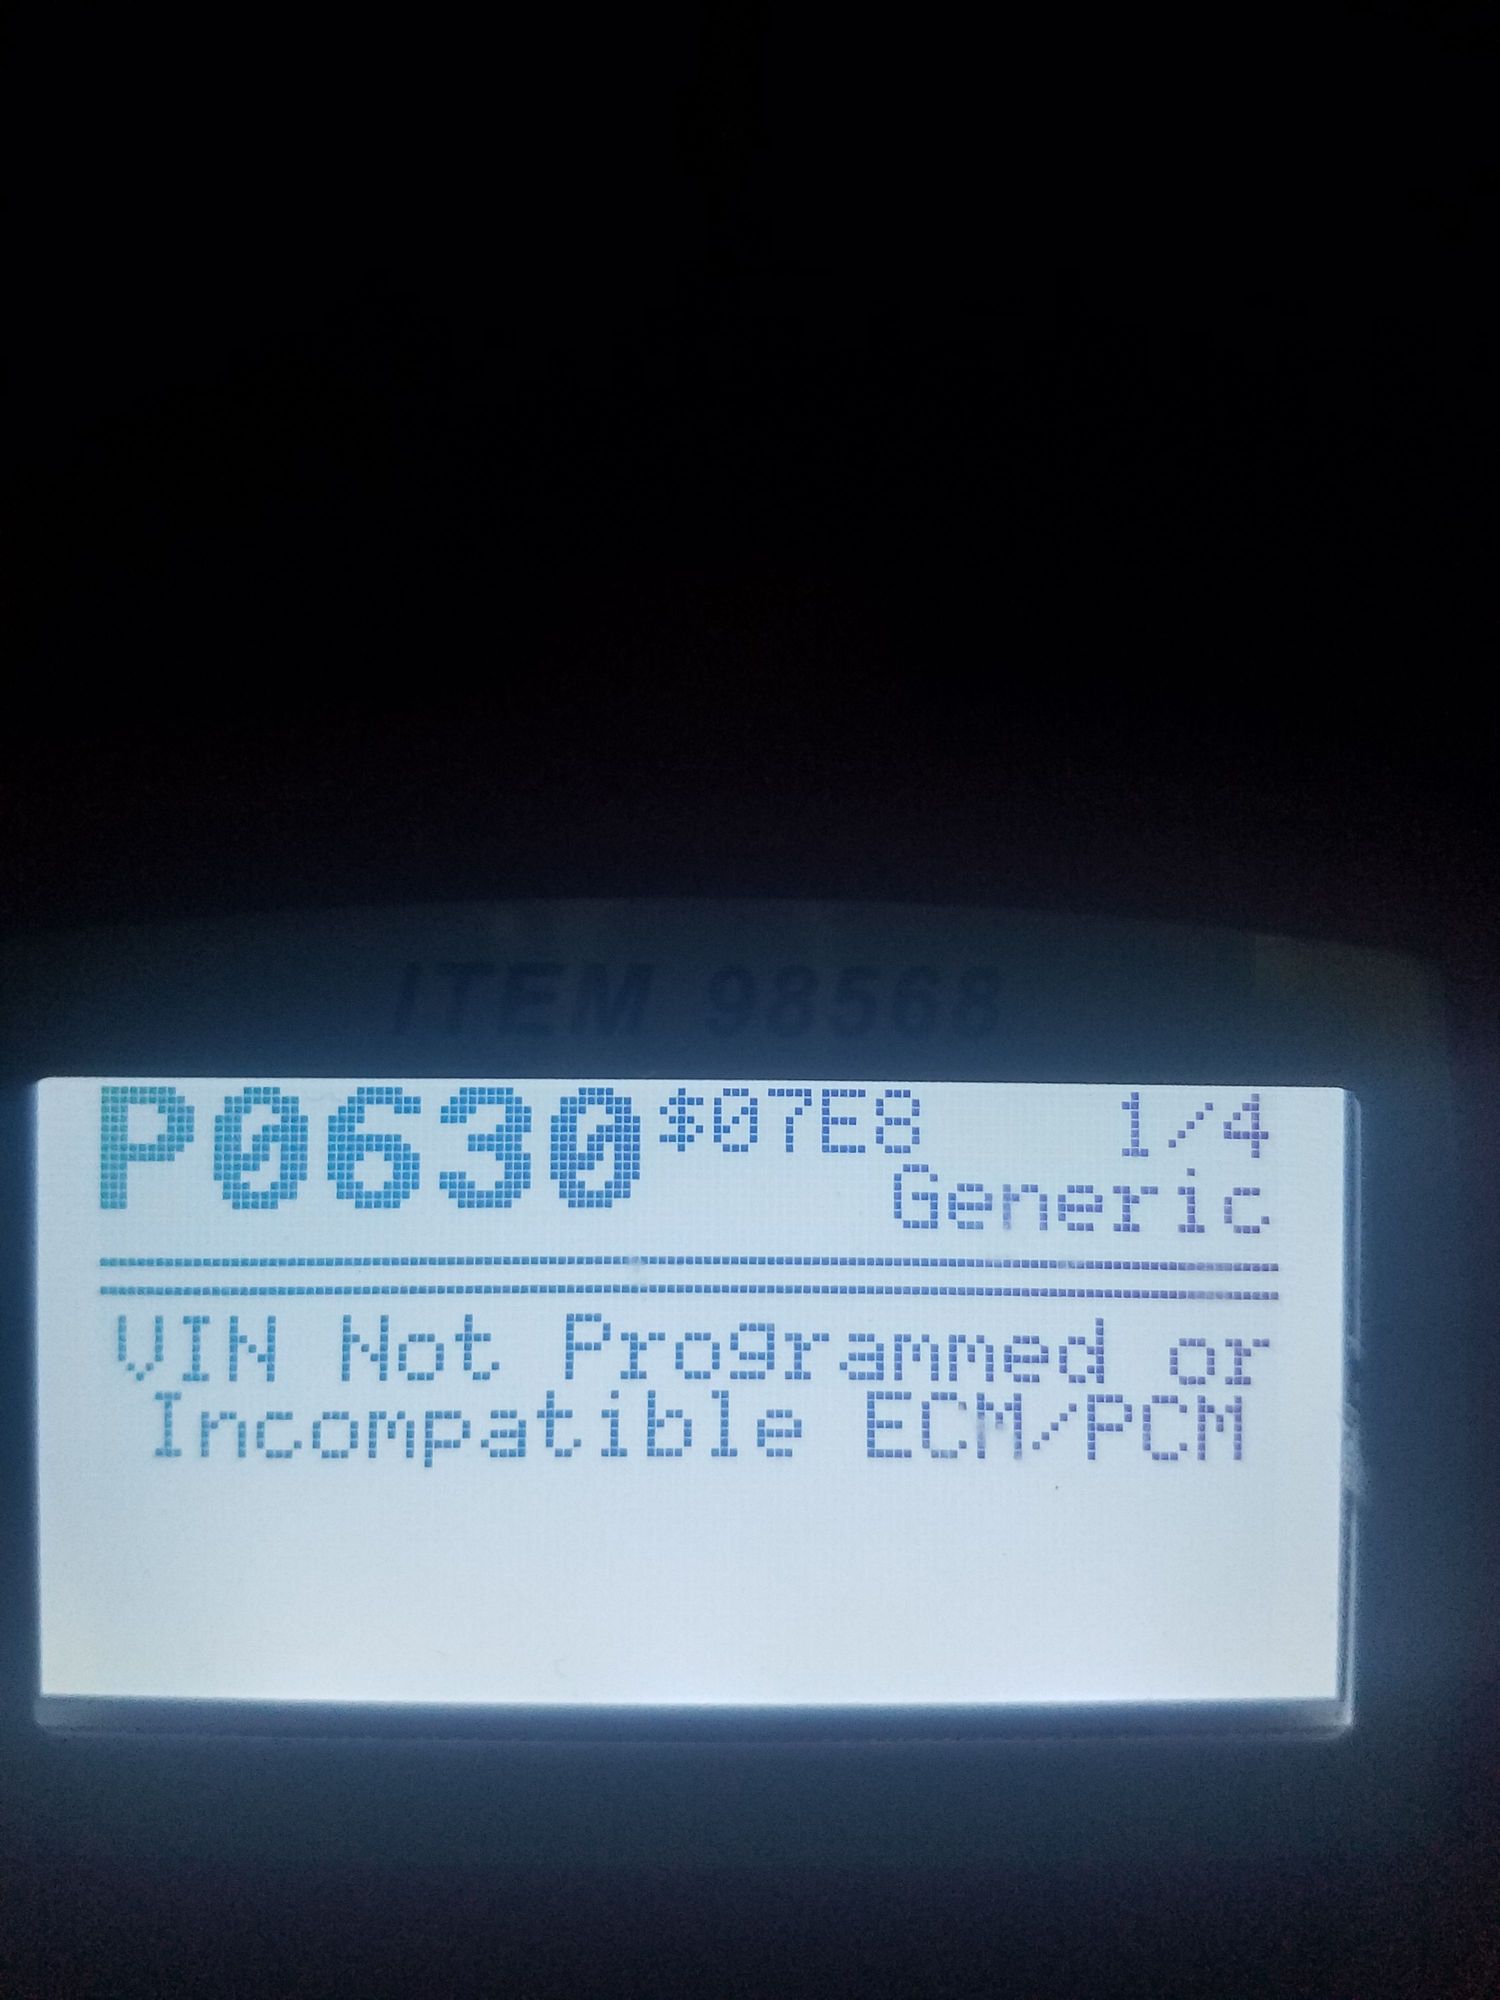 ITEM 98568
P0630 $07E8 1/4
Generic
VIN Not Programmed or
Incompatible ECM/PCM